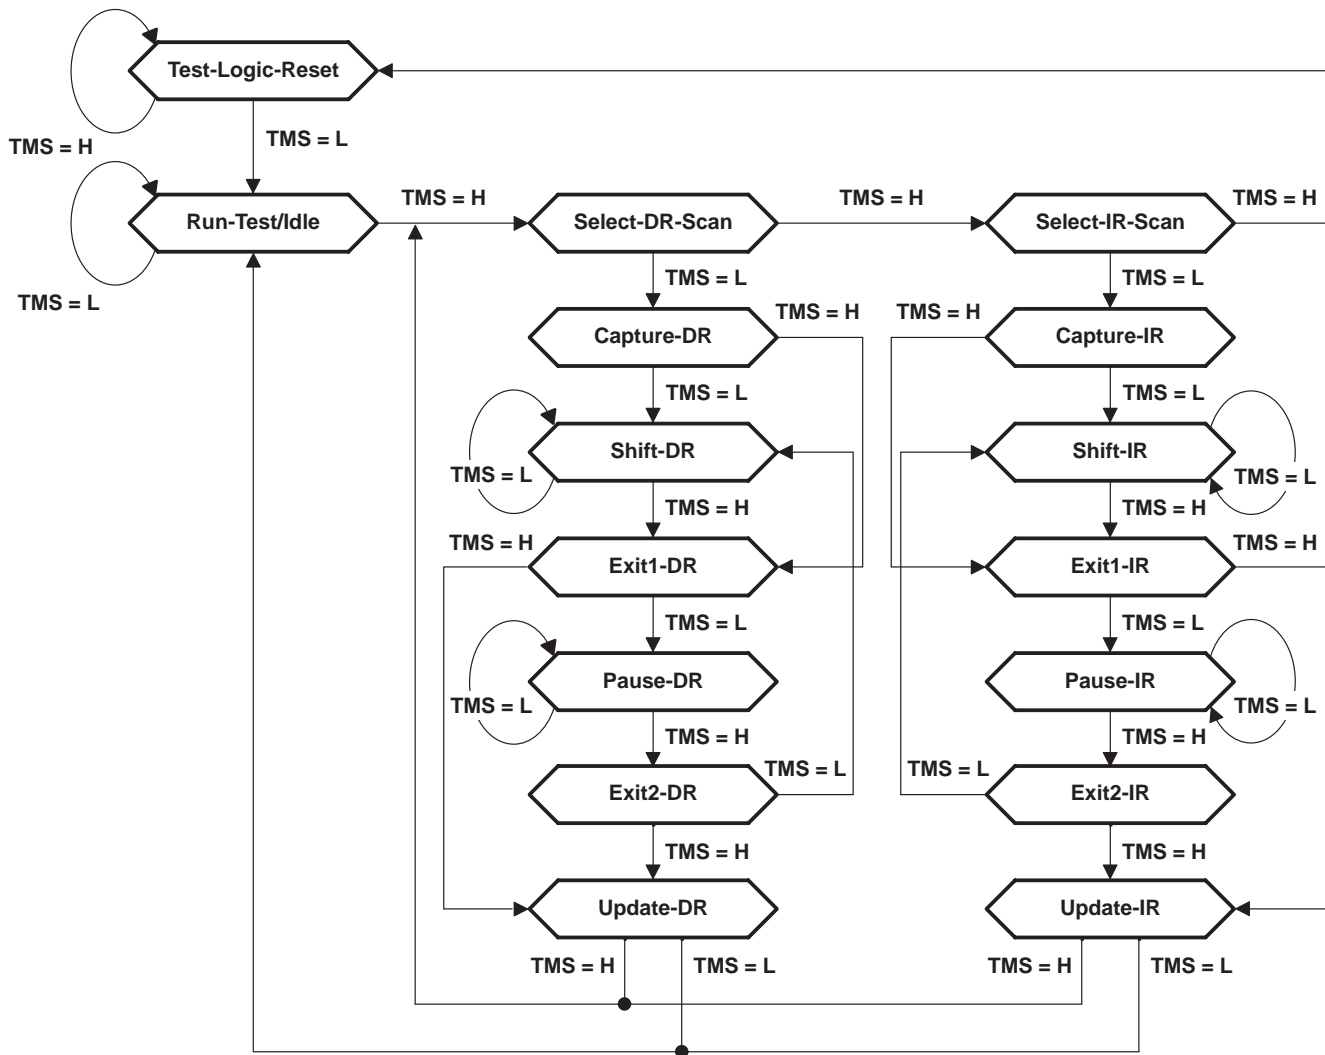 Test-Logic-Reset
TMS = H
TMS = L
Run-Test/Idle
TMS = H
Select-DR-Scan
TMS = H
Select-IR-Scan
TMS = H
TMS = L
TMS = L
TMS = L
TMS = H
TMS = H
Capture-DR
Capture-IR
TMS = L
TMS = L
Shift-DR
Shift-IR
TMS = L
TMS = L
TMS = H
TMS = H
TMS = H
Exit1-DR
Exit1-IR
TMS = H
TMS = L
TMS = L
Pause-DR
Pause-IR
TMS = L
TMS = L
TMS = H
TMS = H
Exit2-DR
TMS = L
TMS = L
Exit2-IR
TMS = H
TMS = H
Update-DR
Update-IR
TMS = H
TMS = L
TMS = H
TMS = L